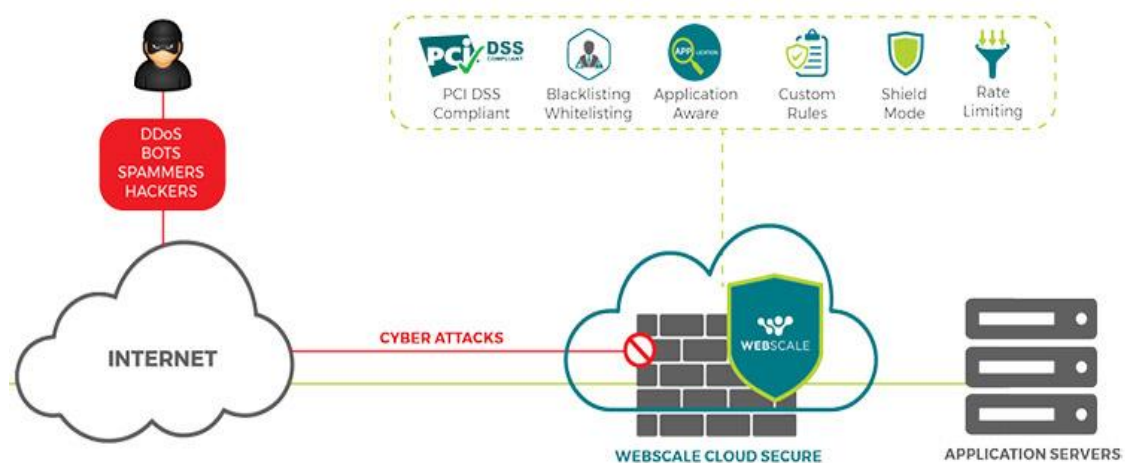 PCI DSS
COMPLIANT
APP LICATION
PCI DSS
Compliant
Blacklisting
Whitelisting
Application
Aware
Custom
Rules
Shield
Mode
Rate
Limiting
DDoS
BOTS
SPAMMERS
HACKERS
INTERNET
CYBER ATTACKS
WEBSCALE
WEBSCALE CLOUD SECURE
APPLICATION SERVERS